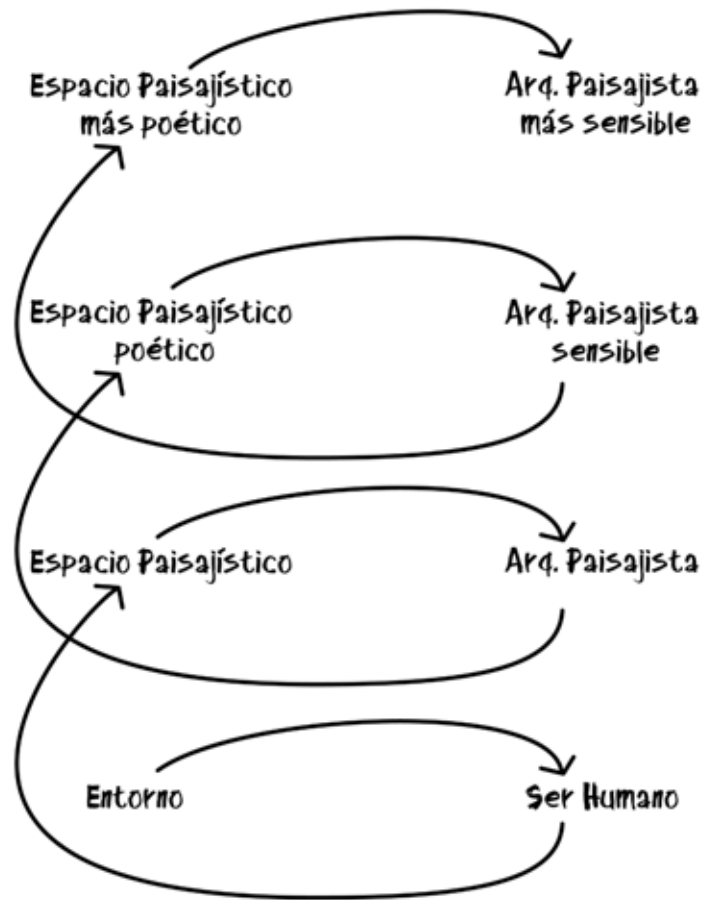 Espacio Paisajístico
más poético
Arq. Paisajista
más sensible
Espacio Paisajístico
poético
Arq. Paisajista
sensible
Espacio Paisajístico
Arq. Paisajista
Entorno
Ser Humano